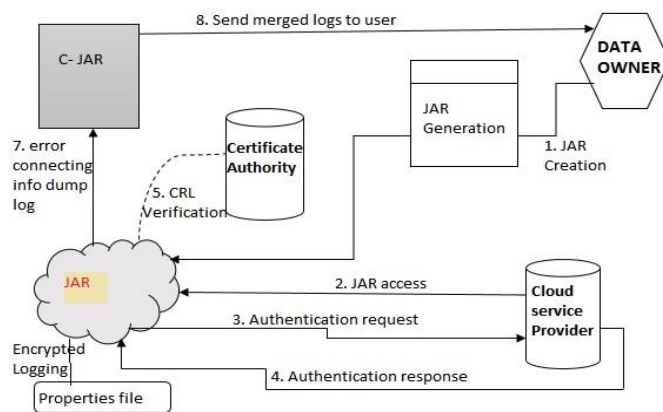 8. Send merged logs to user
C- JAR
DATA
OWNER
JAR
Generation
1. JAR
Creation
7. error
connecting
info dump
log
Certificate
Authority
5. CRL
Verification
JAR
2. JAR access
Cloud
service
Provider
3. Authentication request
Encrypted
Logging
4. Authentication response
Properties file